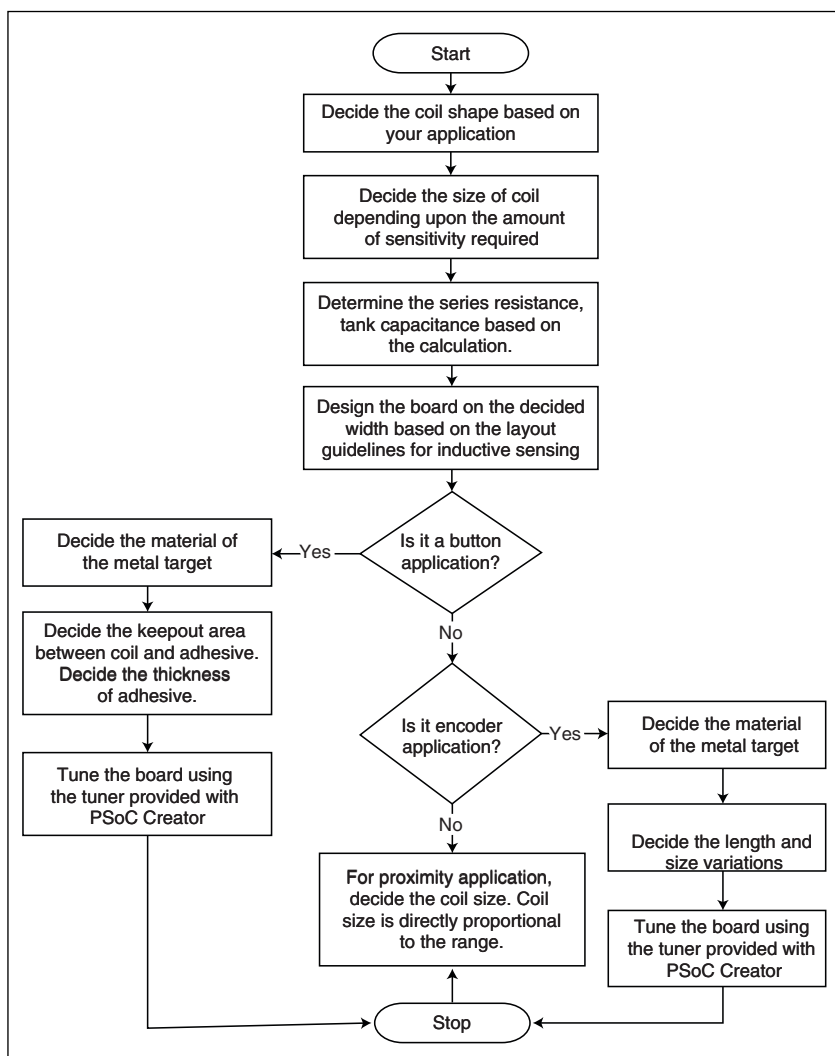 Start
Decide the coil shape based on
your application
Decide the size of coil
depending upon the amount
of sensitivity required
Determine the series resistance,
tank capacitance based on
the calculation.
Design the board on the decided
width based on the layout
guidelines for inductive sensing
Is it a button
application?
Yes
Decide the material of
the metal target
Decide the keepout area
between coil and adhesive.
Decide the thickness
of adhesive.
Tune the board using
the tuner provided with
PSoC Creator
No
Is it encoder
application?
Yes
Decide the material
of the metal target
Decide the length and
size variations
Tune the board using
the tuner provided with
PSoC Creator
No
For proximity application,
decide the coil size. Coil
size is directly proportional
to the range.
Stop